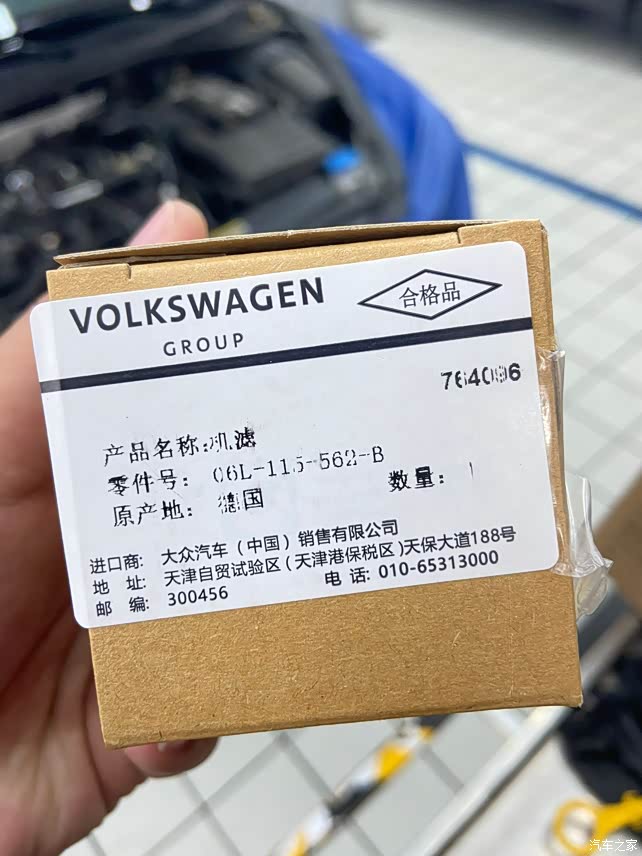 VOLKSWAGEN
GROUP
合格品
764096
产品名称:机滤
零件号: 06L-115-562-B
原产地: 德国
数量: 1
进口商: 大众汽车（中国）销售有限公司
地 址: 天津自贸试验区(天津港保税区)天保大道188号
邮 编: 300456 电 话: 010-65313000
汽车之家